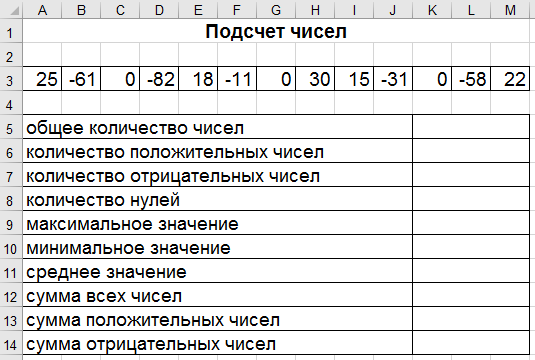 A B C D E F G H I J K L M
1 Подсчет чисел
2
3 25 -61 0 -82 18 -11 0 30 15 -31 0 -58 22
4
5 общее количество чисел
6 количество положительных чисел
7 количество отрицательных чисел
8 количество нулей
9 максимальное значение
10 минимальное значение
11 среднее значение
12 сумма всех чисел
13 сумма положительных чисел
14 сумма отрицательных чисел